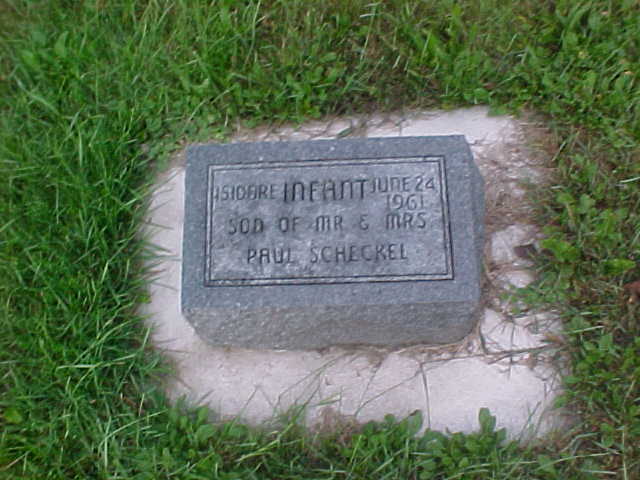 ISIDORE INFANT JUNE 24
1961
SON OF MR & MRS
PAUL SCHECKEL